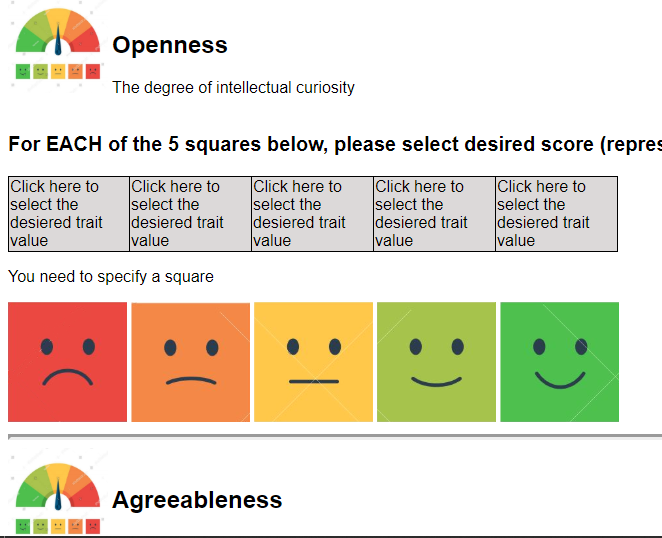 Openness
The degree of intellectual curiosity
For EACH of the 5 squares below, please select desired score (repres
Click here to select the desiered trait value
Click here to select the desiered trait value
Click here to select the desiered trait value
Click here to select the desiered trait value
Click here to select the desiered trait value
You need to specify a square
Agreeableness